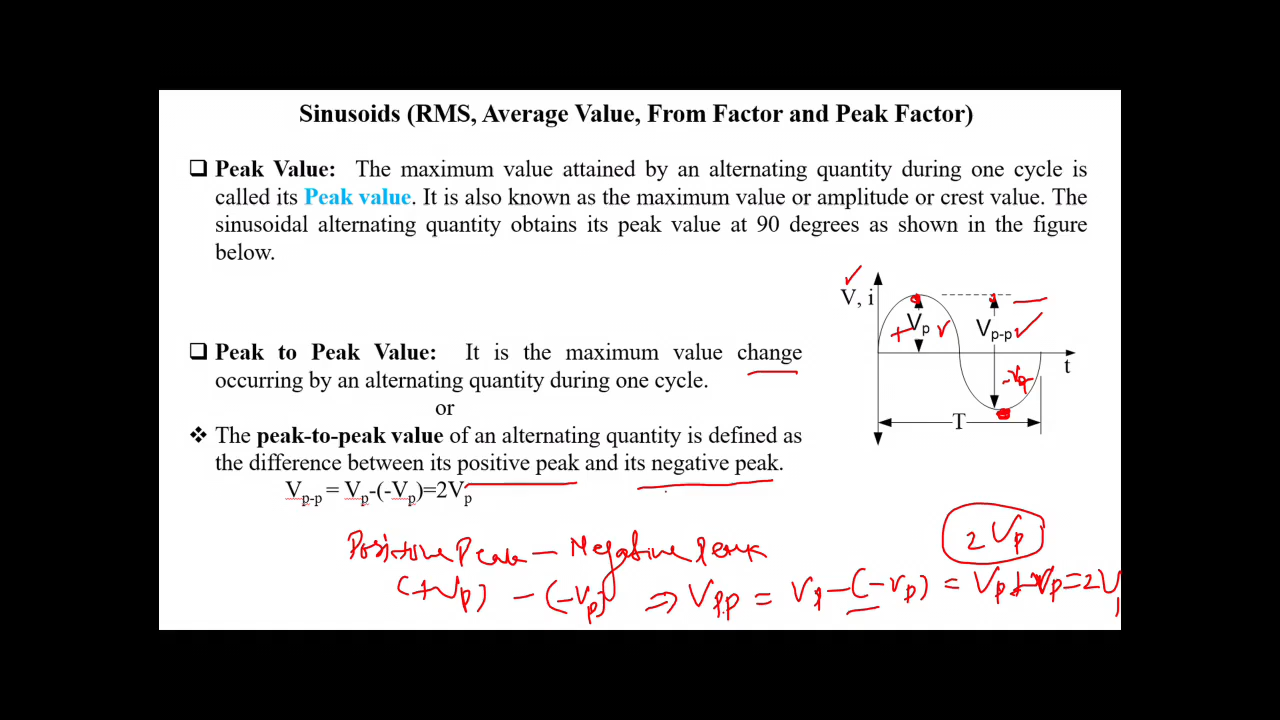 Sinusoids (RMS, Average Value, From Factor and Peak Factor)
❑ Peak Value: The maximum value attained by an alternating quantity during one cycle is
called its Peak value. It is also known as the maximum value or amplitude or crest value. The
sinusoidal alternating quantity obtains its peak value at 90 degrees as shown in the figure
below.
V, i
+ Vp
Vp-p
-Vp
t
T
❑ Peak to Peak Value: It is the maximum value change
occurring by an alternating quantity during one cycle.
or
❖ The peak-to-peak value of an alternating quantity is defined as
the difference between its positive peak and its negative peak.
Vp-p = Vp-(-Vp)=2Vp
2Vp
Positive Peak – Negative Peak
(+Vp) – (-Vp) ⇒ Vpp = Vp-(-Vp) = Vp+Vp=2V